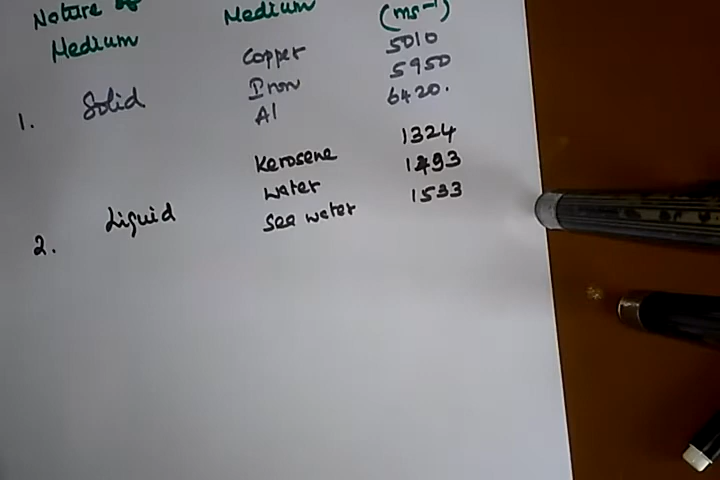 Nature of Medium (ms⁻¹)
Medium
Copper 5010
1. Solid Iron 5950
Al 6420.
Kerosene 1324
Water 1493
2. Liquid Sea water 1533